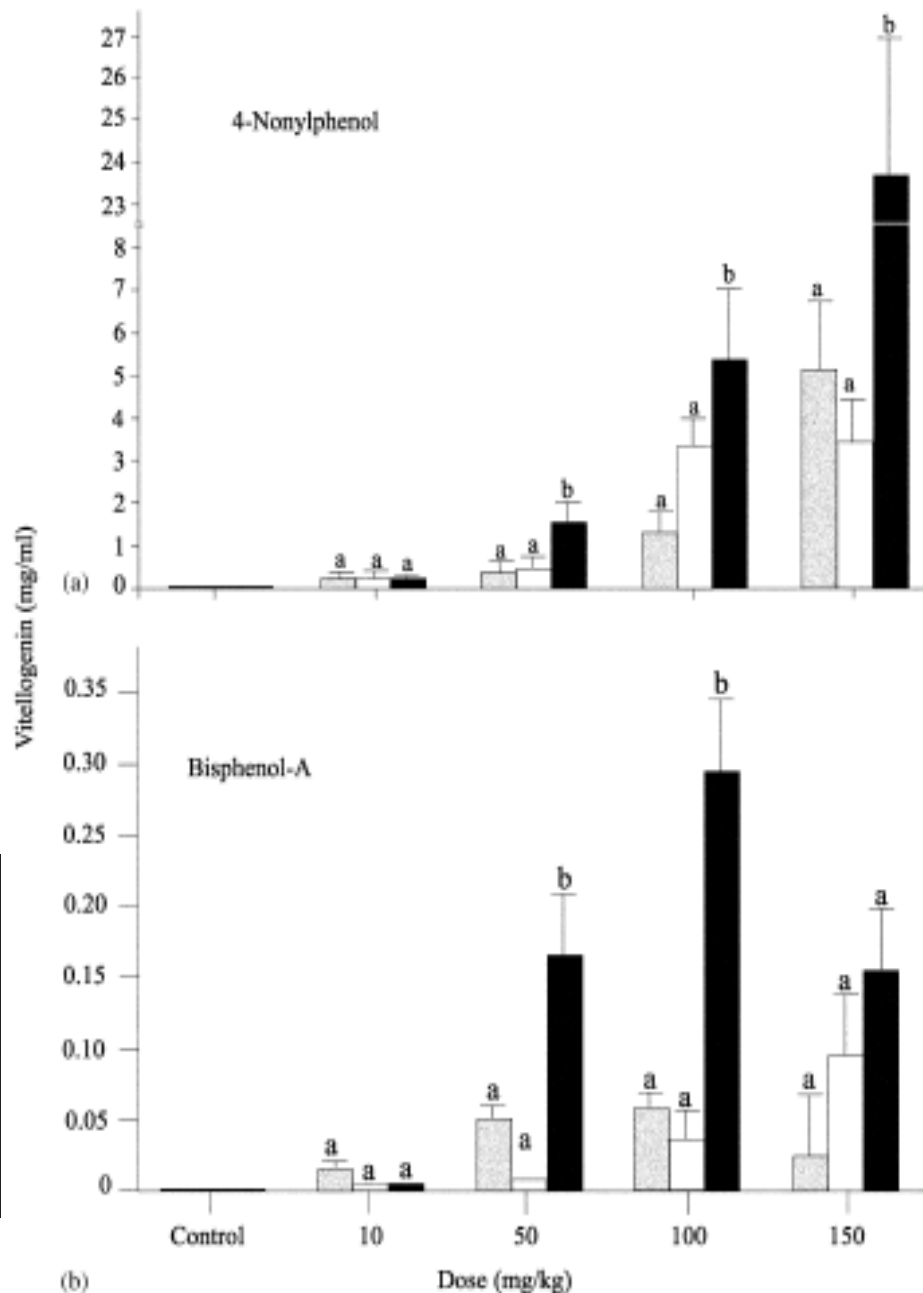 27
b
26
25
4-Nonylphenol
24
23
8
b
7
a
6
5
a
a
4
3
a
2
b
1
a a a
a a
0
(a)
Vitellogenin (mg/ml)
0.35
b
0.30
Bisphenol-A
0.25
b
0.20
a
0.15
a
0.10
a
a
a
0.05
a
a
a
a a
0
Control 10 50 100 150
(b)
Dose (mg/kg)